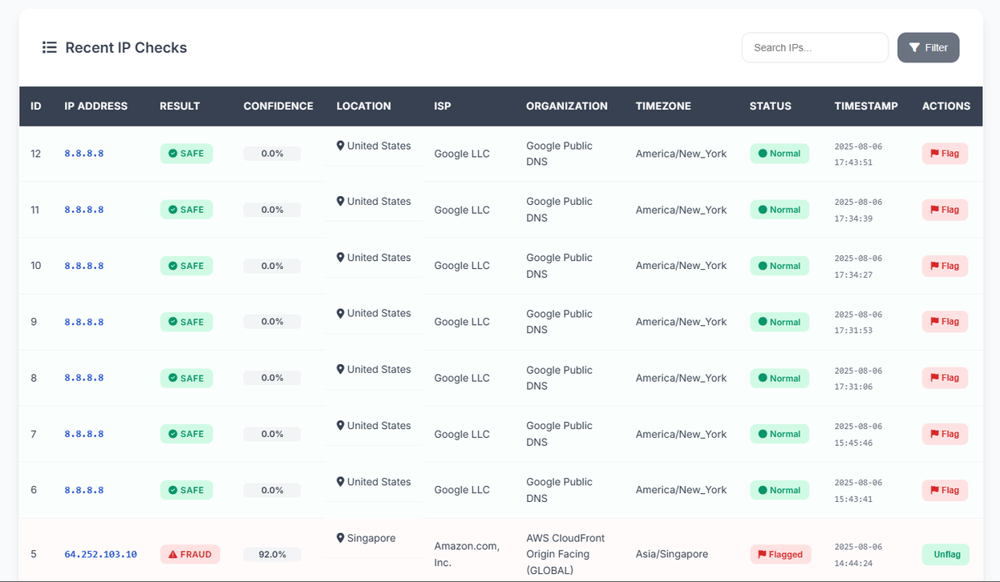 Recent IP Checks
Search IPs...
Filter
ID IP ADDRESS RESULT CONFIDENCE LOCATION ISP ORGANIZATION TIMEZONE STATUS TIMESTAMP ACTIONS
12 8.8.8.8 SAFE 0.0% United States Google LLC Google Public DNS America/New_York Normal 2025-08-06 17:43:51 Flag
11 8.8.8.8 SAFE 0.0% United States Google LLC Google Public DNS America/New_York Normal 2025-08-06 17:34:39 Flag
10 8.8.8.8 SAFE 0.0% United States Google LLC Google Public DNS America/New_York Normal 2025-08-06 17:34:27 Flag
9 8.8.8.8 SAFE 0.0% United States Google LLC Google Public DNS America/New_York Normal 2025-08-06 17:31:53 Flag
8 8.8.8.8 SAFE 0.0% United States Google LLC Google Public DNS America/New_York Normal 2025-08-06 17:31:06 Flag
7 8.8.8.8 SAFE 0.0% United States Google LLC Google Public DNS America/New_York Normal 2025-08-06 15:45:46 Flag
6 8.8.8.8 SAFE 0.0% United States Google LLC Google Public DNS America/New_York Normal 2025-08-06 15:43:41 Flag
5 64.252.103.10 FRAUD 92.0% Singapore Amazon.com, Inc. AWS CloudFront Origin Facing (GLOBAL) Asia/Singapore Flagged 2025-08-06 14:44:24 Unflag